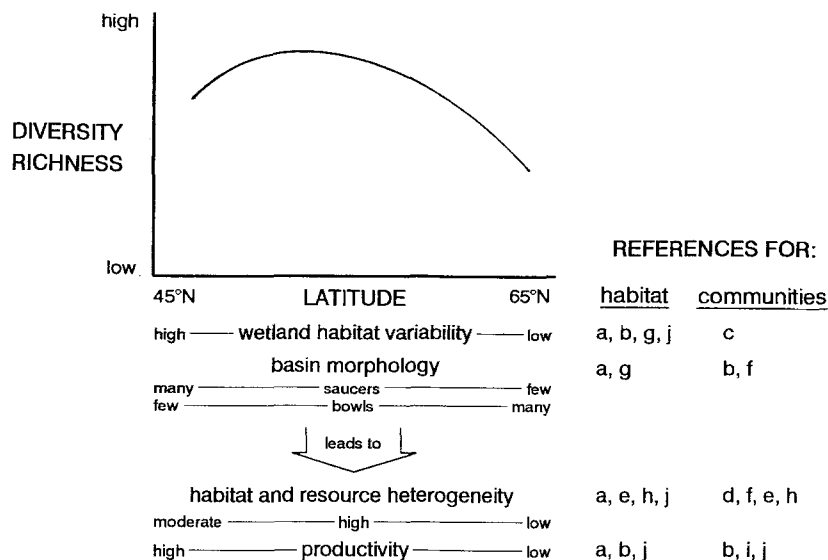 high
DIVERSITY
RICHNESS
low
REFERENCES FOR:
45°N LATITUDE 65°N habitat communities
high wetland habitat variability low a, b, g, j c
basin morphology a, g b, f
many saucers few
few bowls many
leads to
habitat and resource heterogeneity a, e, h, j d, f, e, h
moderate high low
high productivity low a, b, j b, i, j